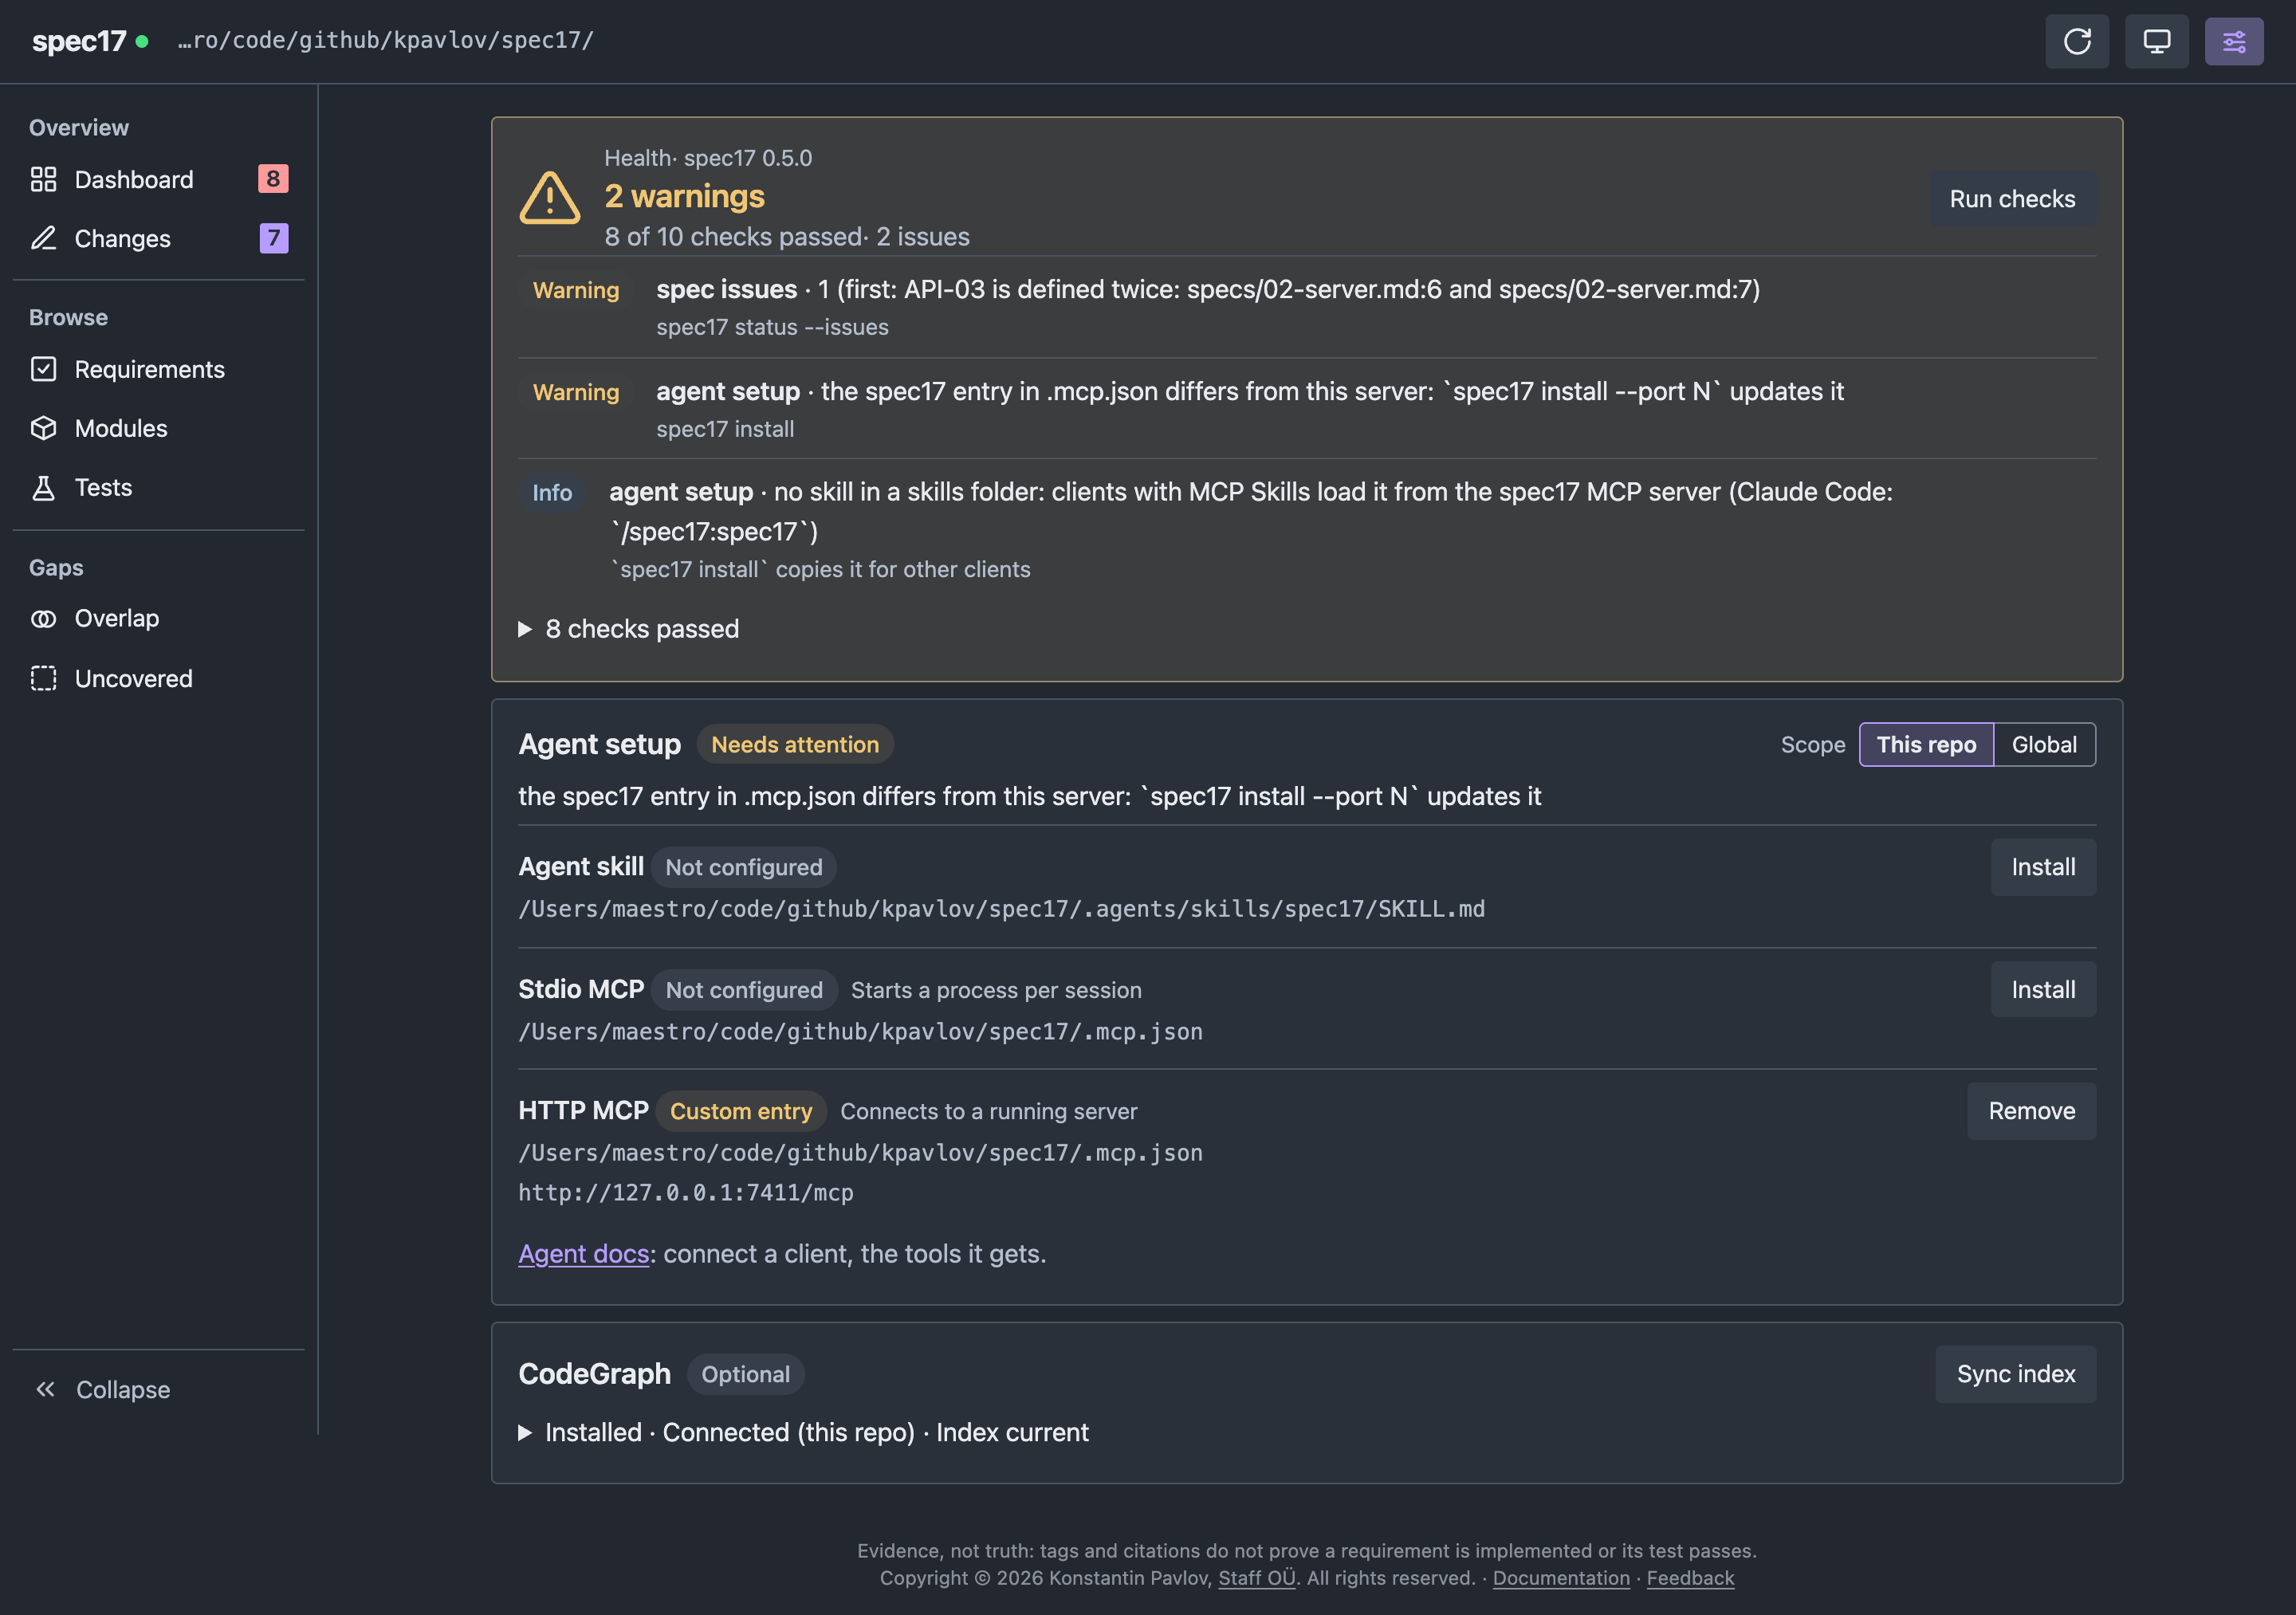 spec17
…ro/code/github/kpavlov/spec17/
Overview
Dashboard 8
Changes 7
Browse
Requirements
Modules
Tests
Gaps
Overlap
Uncovered
Collapse
Health· spec17 0.5.0
2 warnings
8 of 10 checks passed· 2 issues
Run checks
Warning spec issues · 1 (first: API-03 is defined twice: specs/02-server.md:6 and specs/02-server.md:7)
spec17 status --issues
Warning agent setup · the spec17 entry in .mcp.json differs from this server: `spec17 install --port N` updates it
spec17 install
Info agent setup · no skill in a skills folder: clients with MCP Skills load it from the spec17 MCP server (Claude Code:
`/spec17:spec17`)
`spec17 install` copies it for other clients
8 checks passed
Agent setup Needs attention Scope This repo Global
the spec17 entry in .mcp.json differs from this server: `spec17 install --port N` updates it
Agent skill Not configured Install
/Users/maestro/code/github/kpavlov/spec17/.agents/skills/spec17/SKILL.md
Stdio MCP Not configured Starts a process per session Install
/Users/maestro/code/github/kpavlov/spec17/.mcp.json
HTTP MCP Custom entry Connects to a running server Remove
/Users/maestro/code/github/kpavlov/spec17/.mcp.json
http://127.0.0.1:7411/mcp
Agent docs: connect a client, the tools it gets.
CodeGraph Optional Sync index
Installed · Connected (this repo) · Index current
Evidence, not truth: tags and citations do not prove a requirement is implemented or its test passes.
Copyright © 2026 Konstantin Pavlov, Staff OÜ. All rights reserved. · Documentation · Feedback